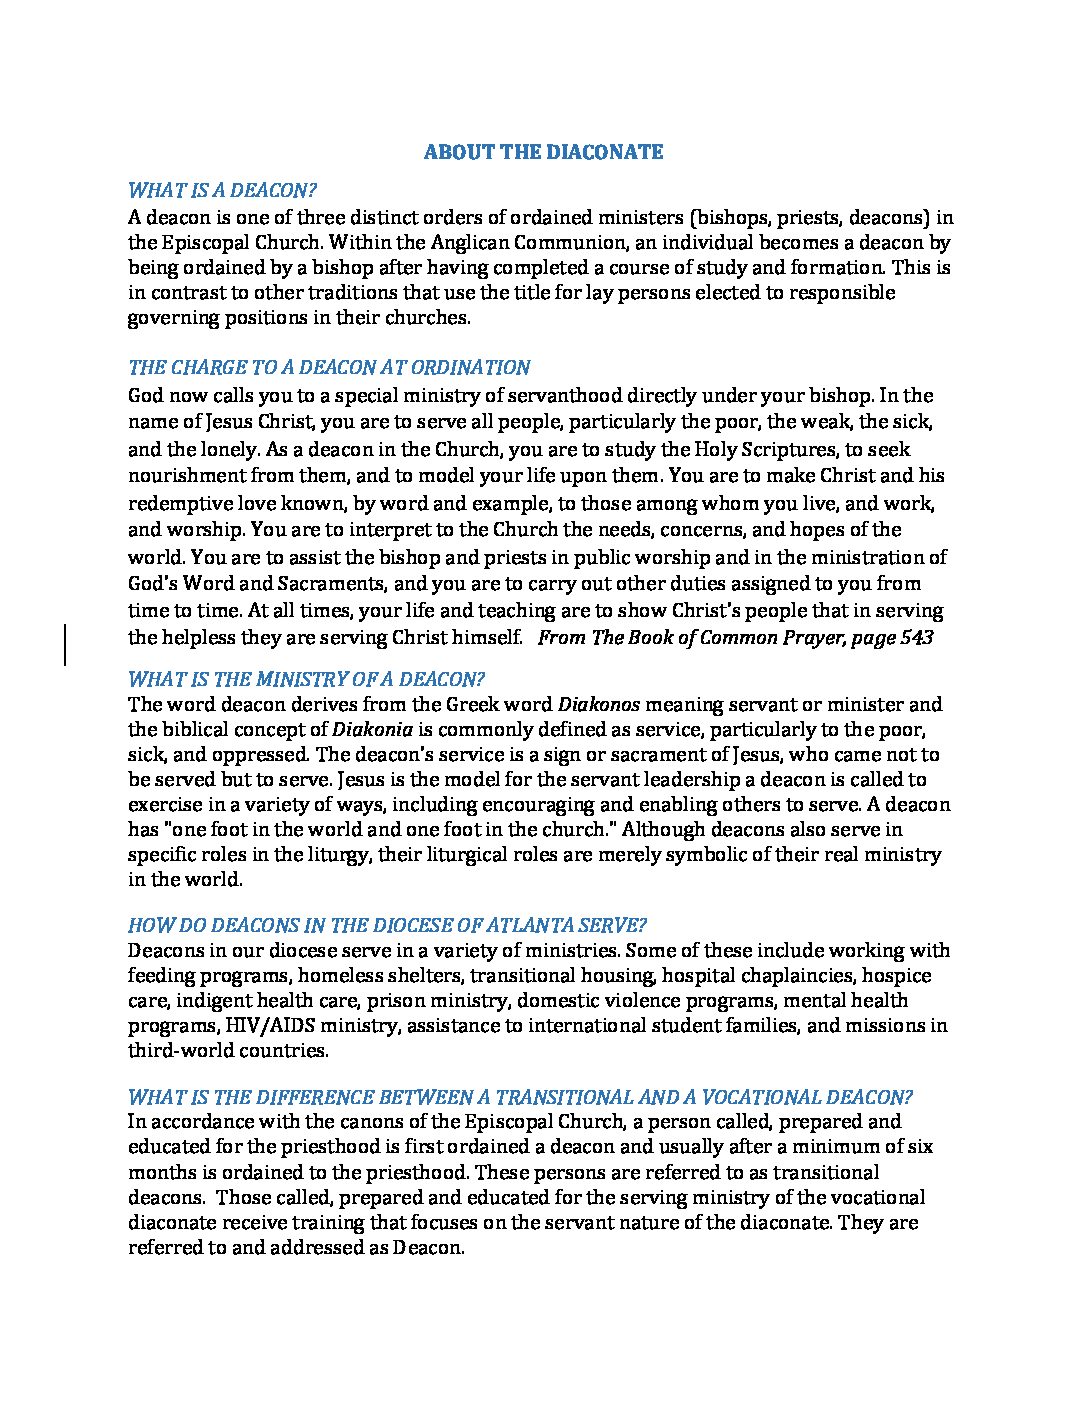 ABOUT THE DIACONATE
WHAT IS A DEACON?
A deacon is one of three distinct orders of ordained ministers (bishops, priests, deacons) in
the Episcopal Church. Within the Anglican Communion, an individual becomes a deacon by
being ordained by a bishop after having completed a course of study and formation. This is
in contrast to other traditions that use the title for lay persons elected to responsible
governing positions in their churches.
THE CHARGE TO A DEACON AT ORDINATION
God now calls you to a special ministry of servanthood directly under your bishop. In the
name of Jesus Christ, you are to serve all people, particularly the poor, the weak, the sick,
and the lonely. As a deacon in the Church, you are to study the Holy Scriptures, to seek
nourishment from them, and to model your life upon them. You are to make Christ and his
redemptive love known, by word and example, to those among whom you live, and work,
and worship. You are to interpret to the Church the needs, concerns, and hopes of the
world. You are to assist the bishop and priests in public worship and in the ministration of
God's Word and Sacraments, and you are to carry out other duties assigned to you from
time to time. At all times, your life and teaching are to show Christ's people that in serving
the helpless they are serving Christ himself. From The Book of Common Prayer, page 543
WHAT IS THE MINISTRY OF A DEACON?
The word deacon derives from the Greek word Diakonos meaning servant or minister and
the biblical concept of Diakonia is commonly defined as service, particularly to the poor,
sick, and oppressed. The deacon's service is a sign or sacrament of Jesus, who came not to
be served but to serve. Jesus is the model for the servant leadership a deacon is called to
exercise in a variety of ways, including encouraging and enabling others to serve. A deacon
has "one foot in the world and one foot in the church." Although deacons also serve in
specific roles in the liturgy, their liturgical roles are merely symbolic of their real ministry
in the world.
HOW DO DEACONS IN THE DIOCESE OF ATLANTA SERVE?
Deacons in our diocese serve in a variety of ministries. Some of these include working with
feeding programs, homeless shelters, transitional housing, hospital chaplaincies, hospice
care, indigent health care, prison ministry, domestic violence programs, mental health
programs, HIV/AIDS ministry, assistance to international student families, and missions in
third-world countries.
WHAT IS THE DIFFERENCE BETWEEN A TRANSITIONAL AND A VOCATIONAL DEACON?
In accordance with the canons of the Episcopal Church, a person called, prepared and
educated for the priesthood is first ordained a deacon and usually after a minimum of six
months is ordained to the priesthood. These persons are referred to as transitional
deacons. Those called, prepared and educated for the serving ministry of the vocational
diaconate receive training that focuses on the servant nature of the diaconate. They are
referred to and addressed as Deacon.